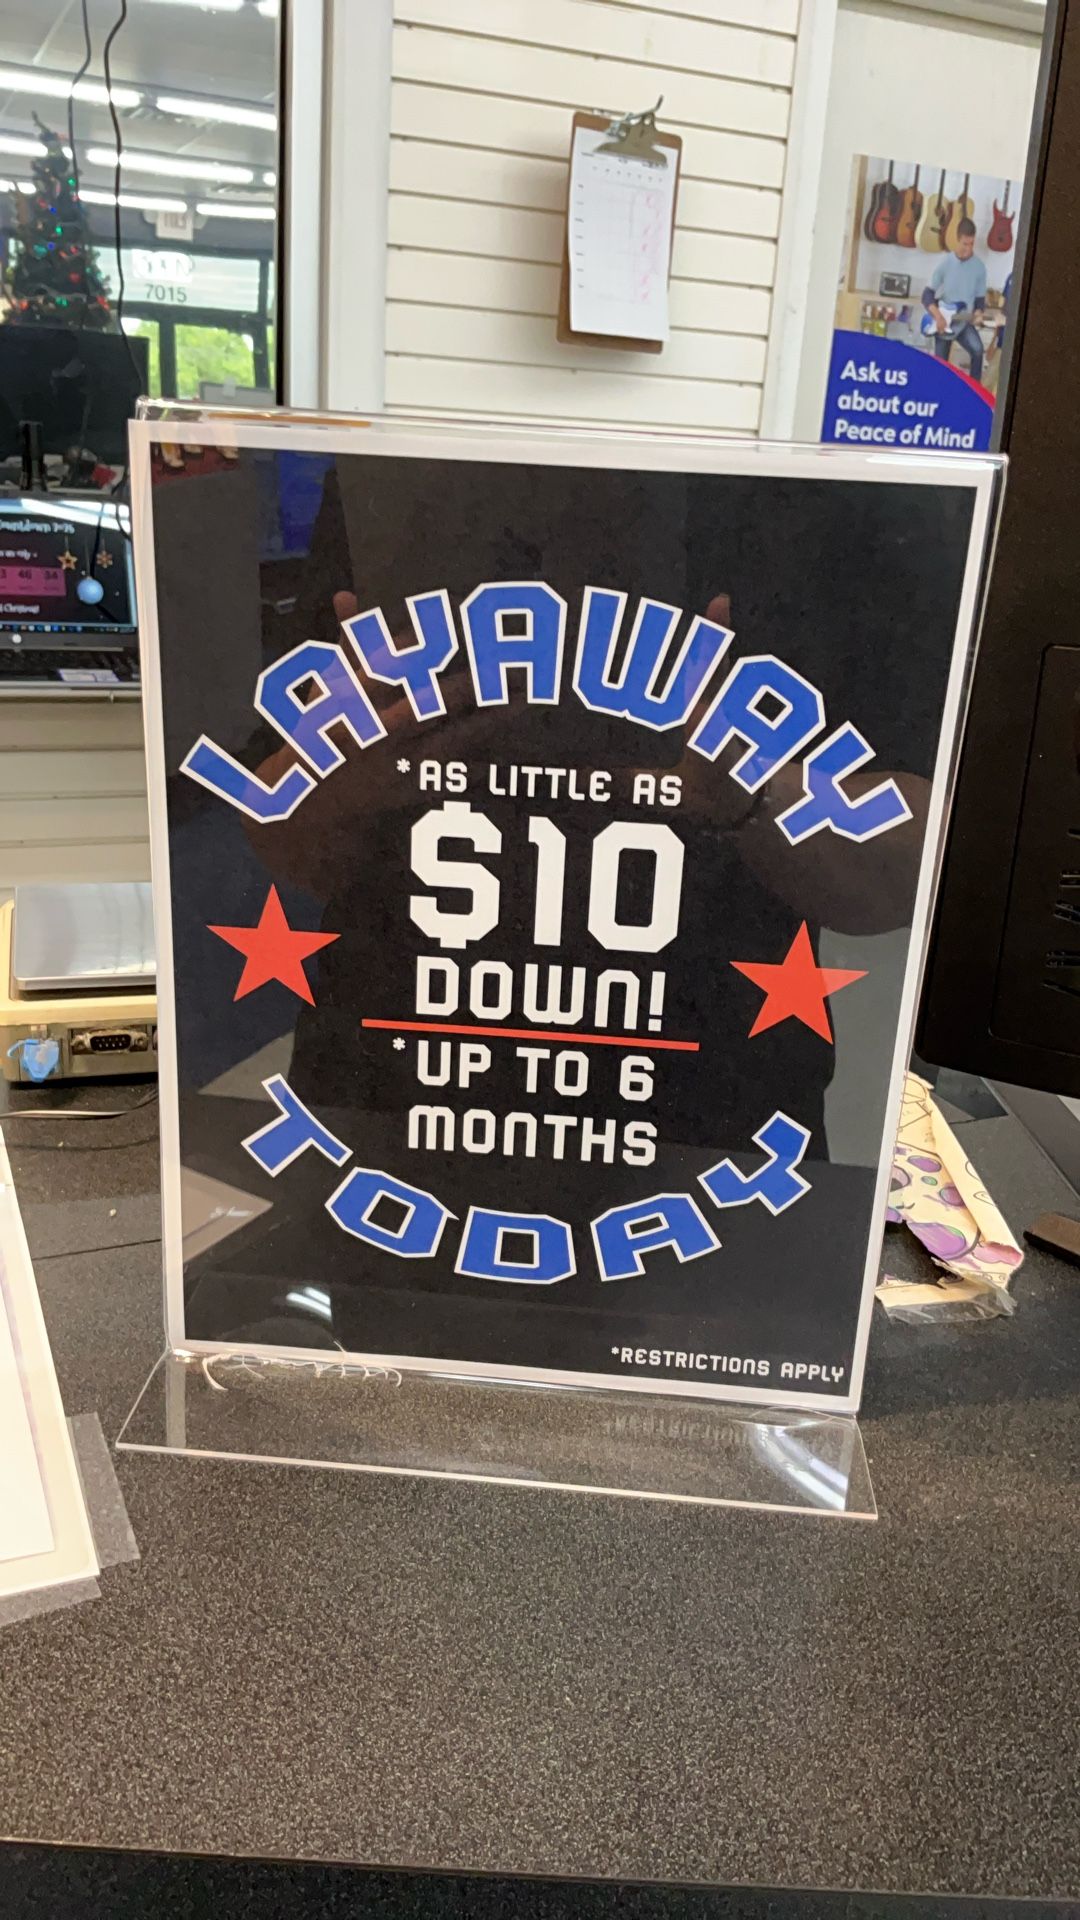 7015
Ask us
about our
Peace of Mind
LAYAWAY
*AS LITTLE AS
$10
DOWN!
*UP TO 6
MONTHS
TODAY
*RESTRICTIONS APPLY